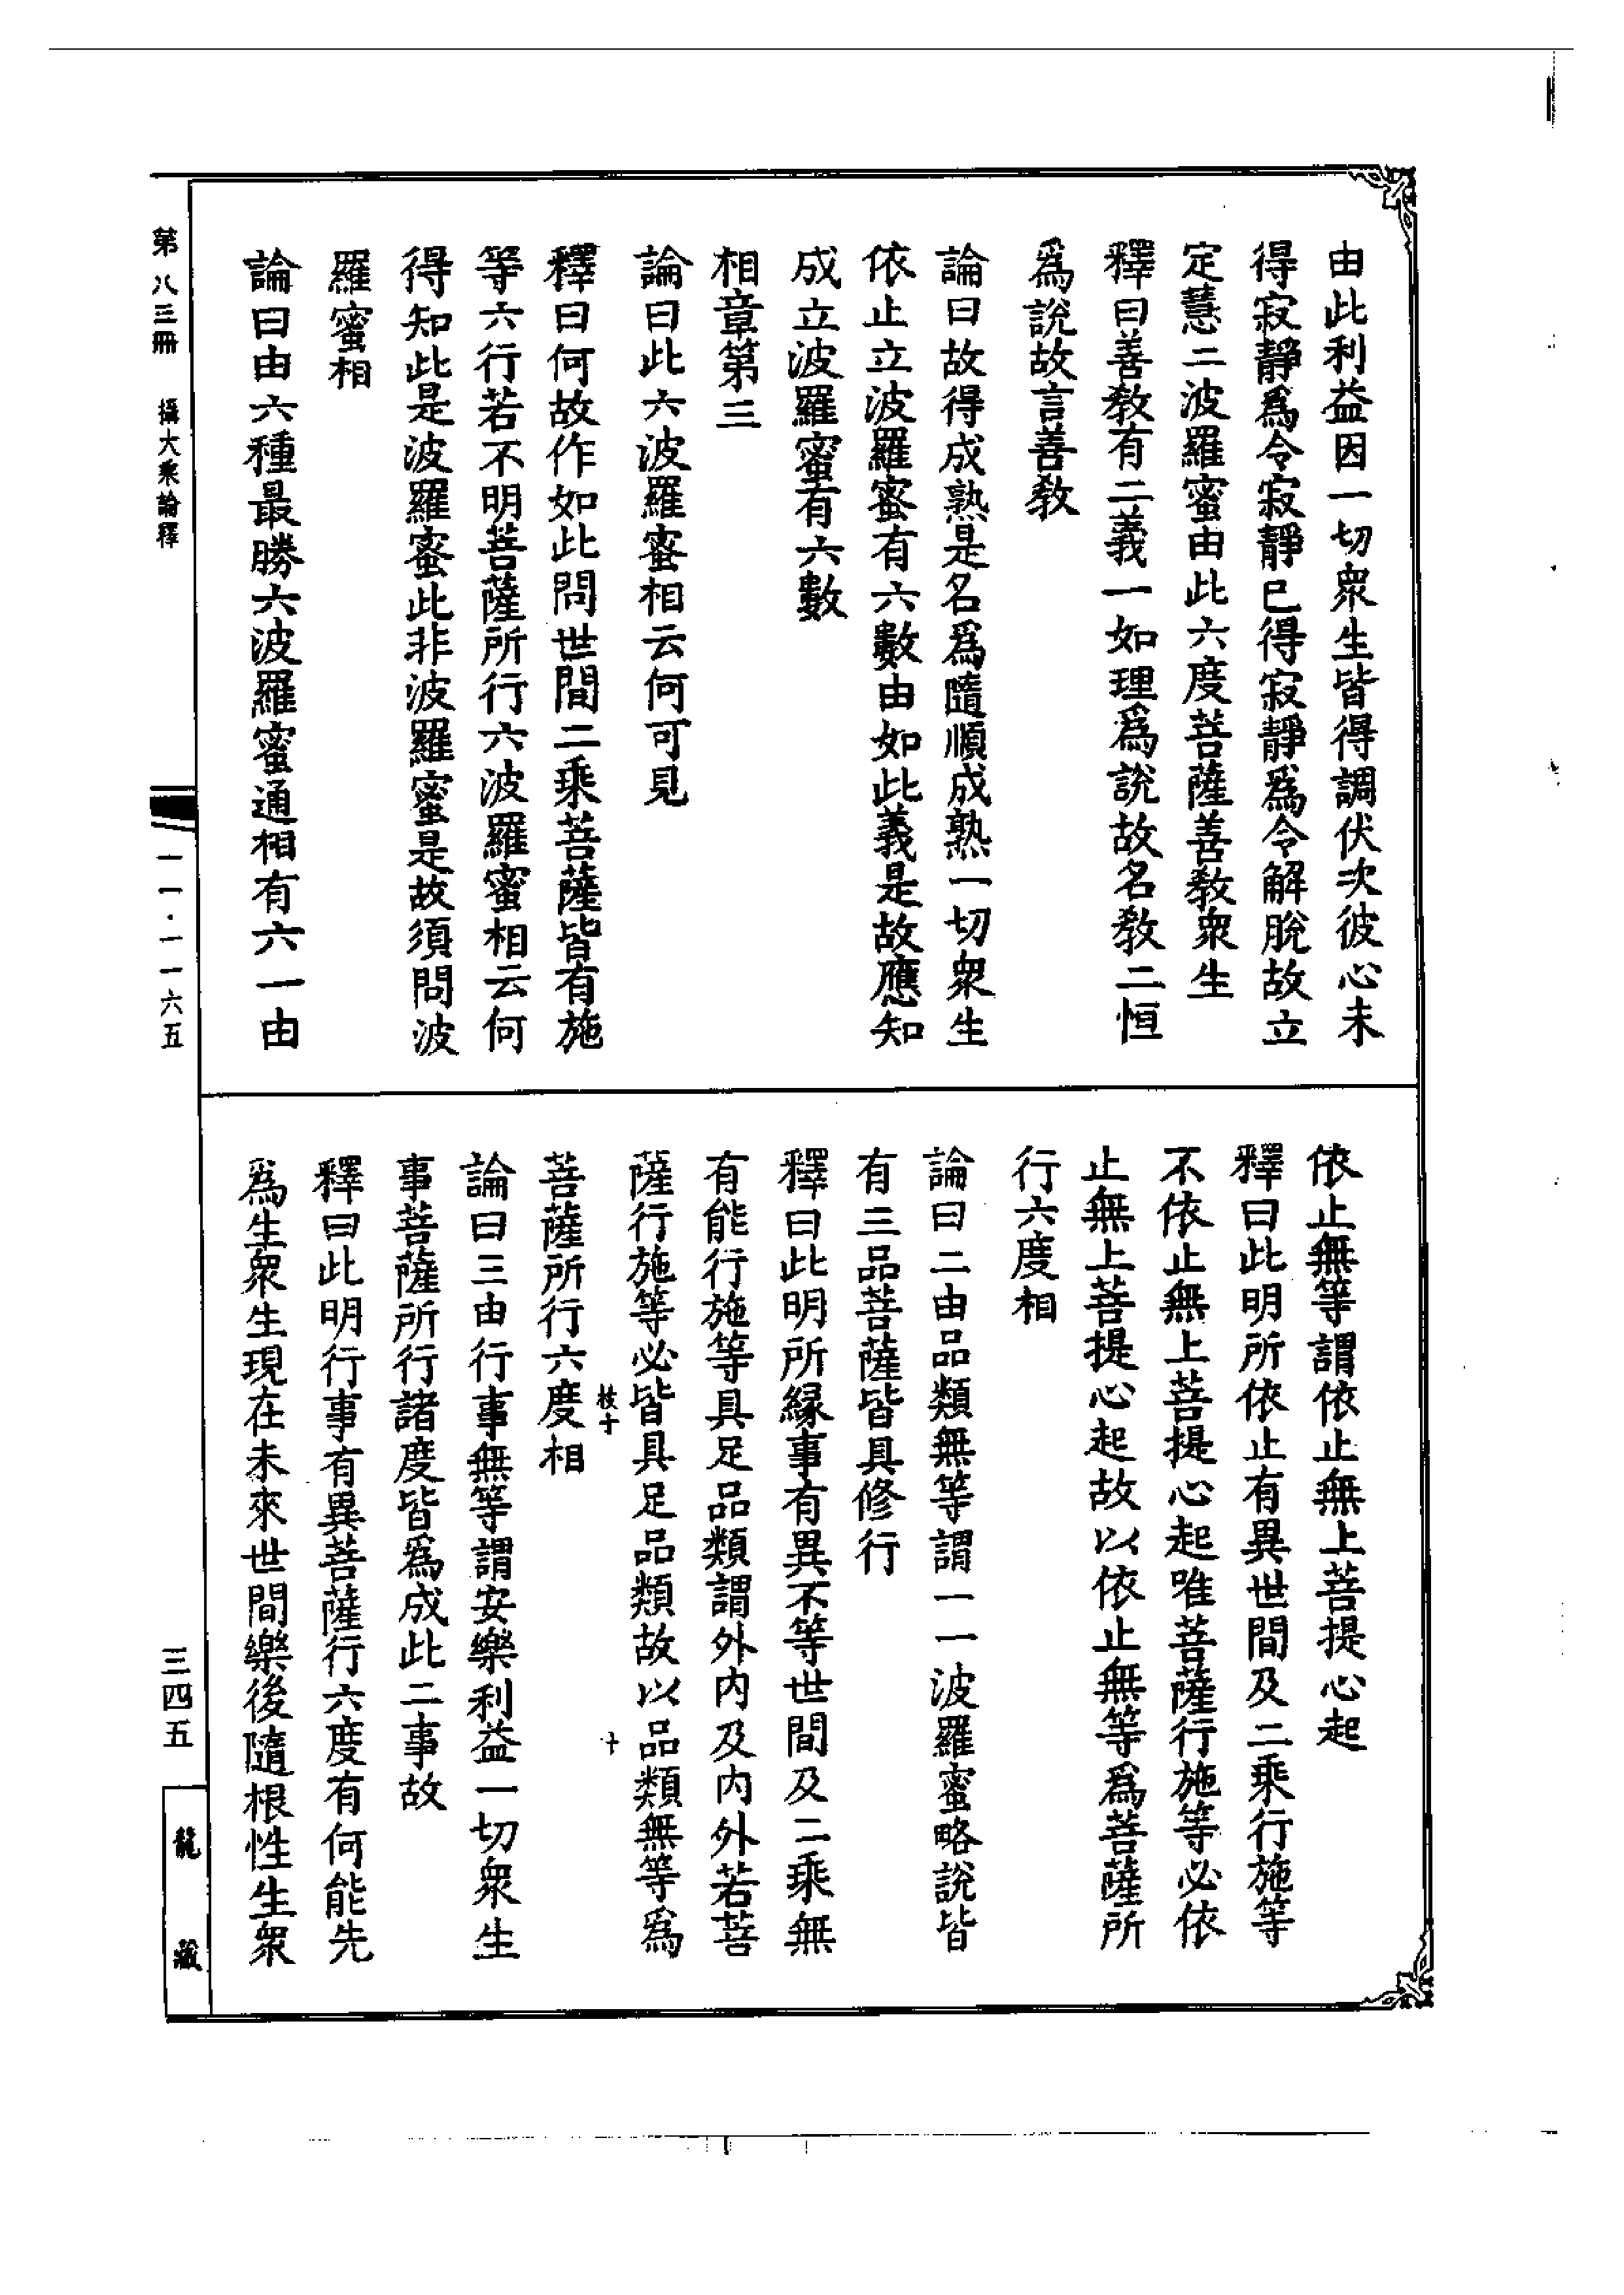 由此利益因一切衆生皆得調伏次彼心未
得寂靜爲令寂靜已得寂靜爲令解脫故立
定慧二波羅蜜由此六度菩薩善教衆生
釋曰善教有二義一如理爲說故名教二恒
爲說故言善教
論曰故得成熟是名爲隨順成熟一切衆生
依止立波羅蜜有六數由如此義是故應知
成立波羅蜜有六數
相章第三
論曰此六波羅蜜相云何可見
釋曰何故作如此問世間二乘菩薩皆有施
等六行若不明菩薩所行六波羅蜜相云何
得知此是波羅蜜此非波羅蜜是故須問波
羅蜜相
論曰由六種最勝六波羅蜜通相有六一由
依止無等謂依止無上菩提心起
釋曰此明所依止有異世間及二乘行施等
不依止無上菩提心起唯菩薩行施等必依
止無上菩提心起故以依止無等爲菩薩所
行六度相
論曰二由品類無等謂一一波羅蜜略說皆
有三品菩薩皆具修行
釋曰此明所緣事有異不等世間及二乘無
有能行施等具足品類謂外內及內外若菩
薩行施等必皆具足品類故以品類無等爲
菩薩所行六度相
論曰三由行事無等謂安樂利益一切衆生
事菩薩所行諸度皆爲成此二事故
釋曰此明行事有異菩薩行六度有何能先
爲生衆生現在未來世間樂後隨根性生衆
第八三冊
攝大乘論釋
一一·一一六五
三四五
龍藏